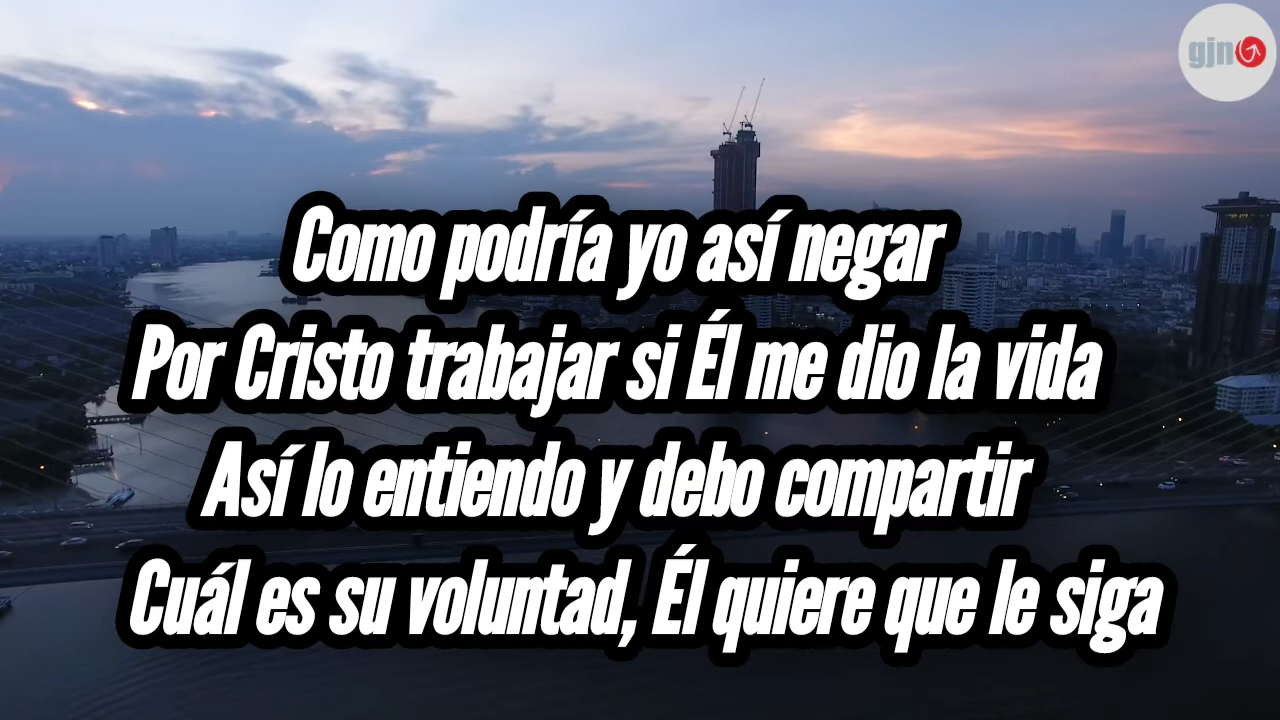 gjn
Como podría yo así negar
Por Cristo trabajar si Él me dio la vida
Así lo entiendo y debo compartir
Cuál es su voluntad, Él quiere que le siga